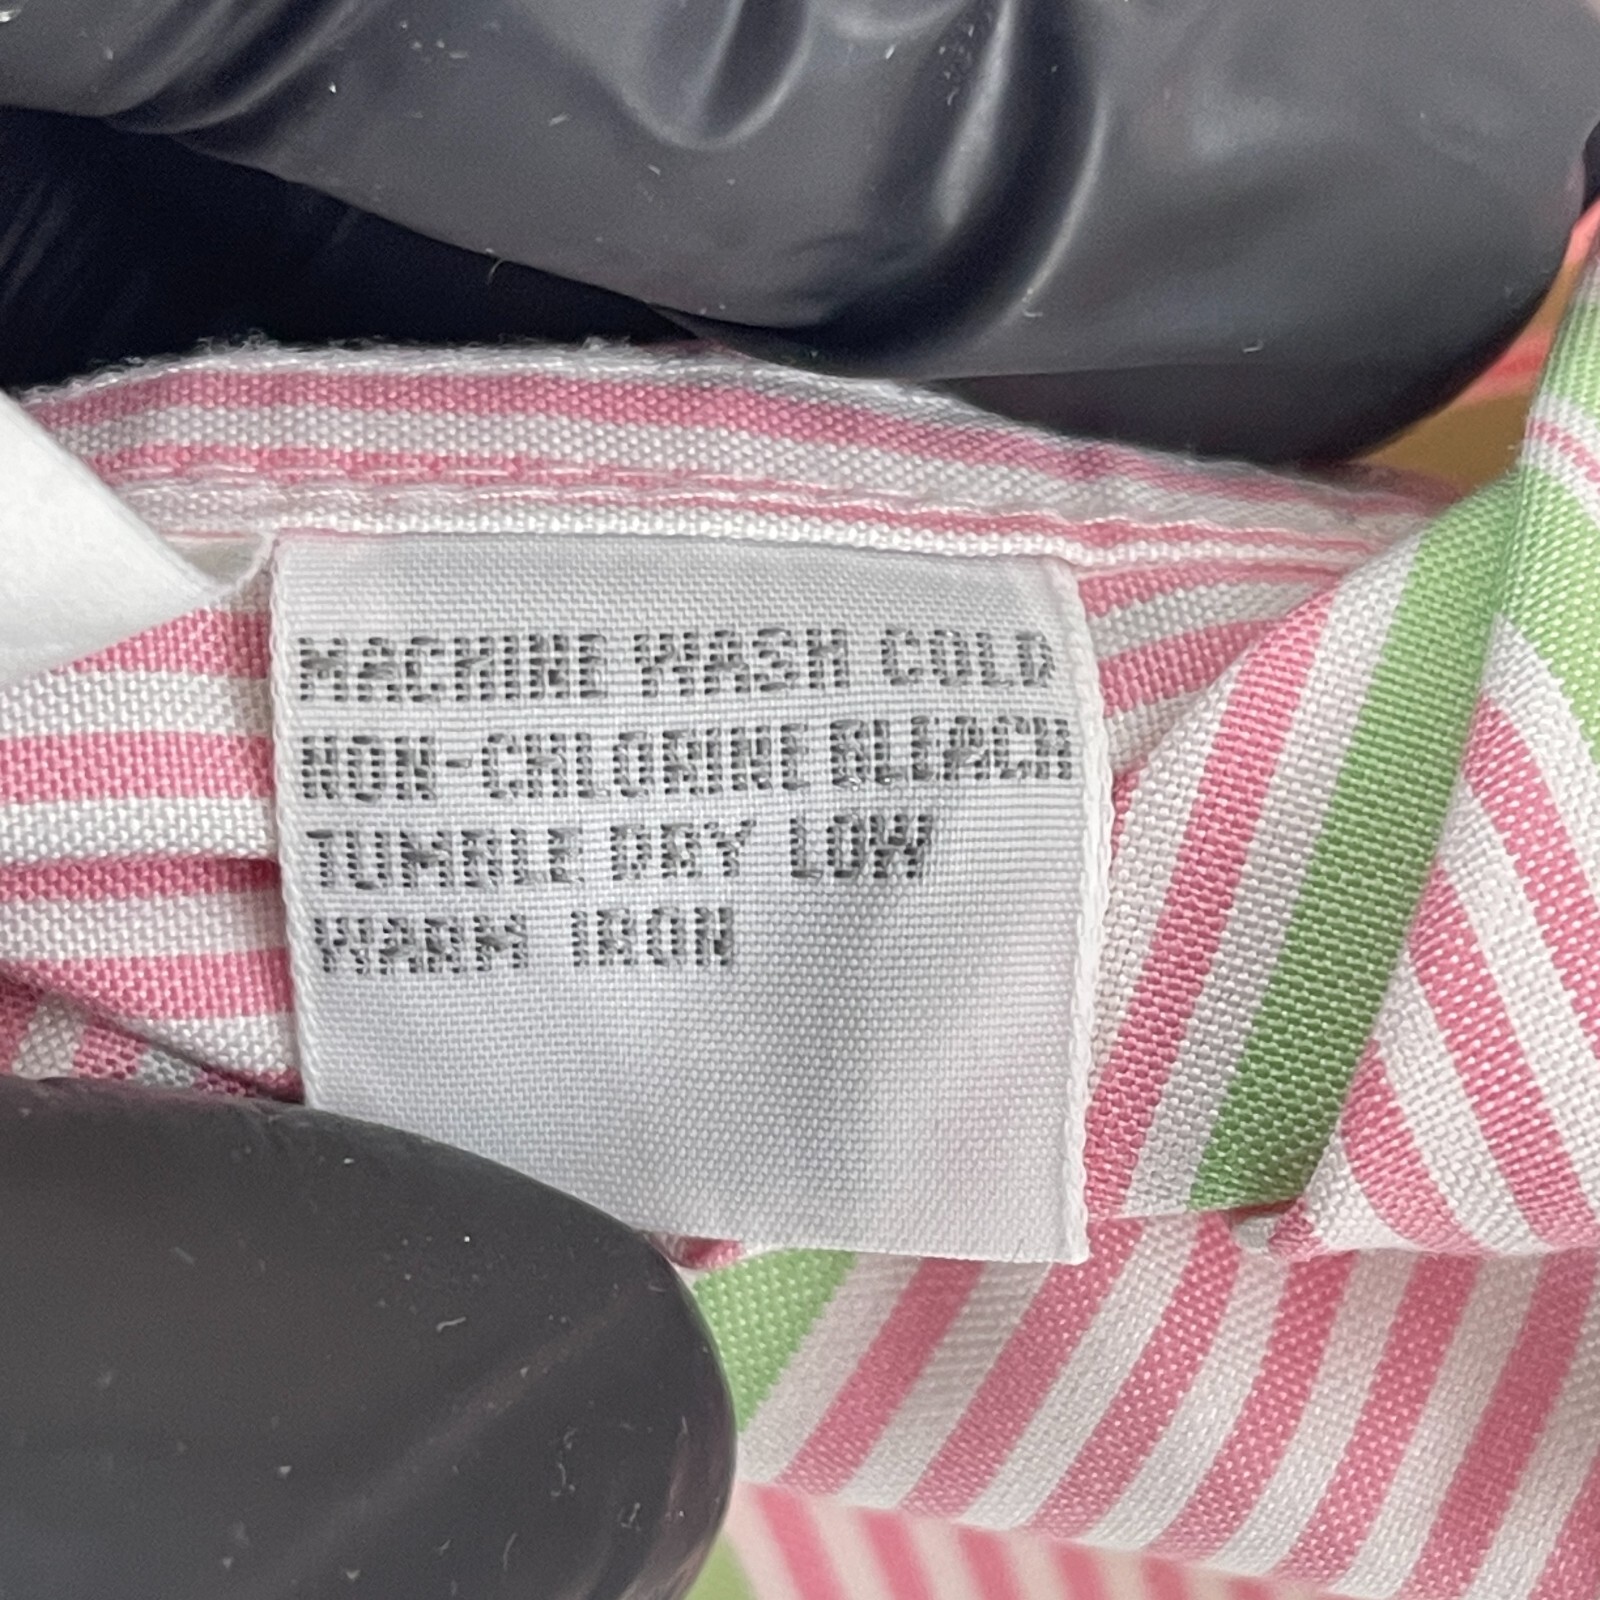 MACHINE WASH COLD
NON-CHLORINE BLEACH
TUMBLE DRY LOW
WARM IRON